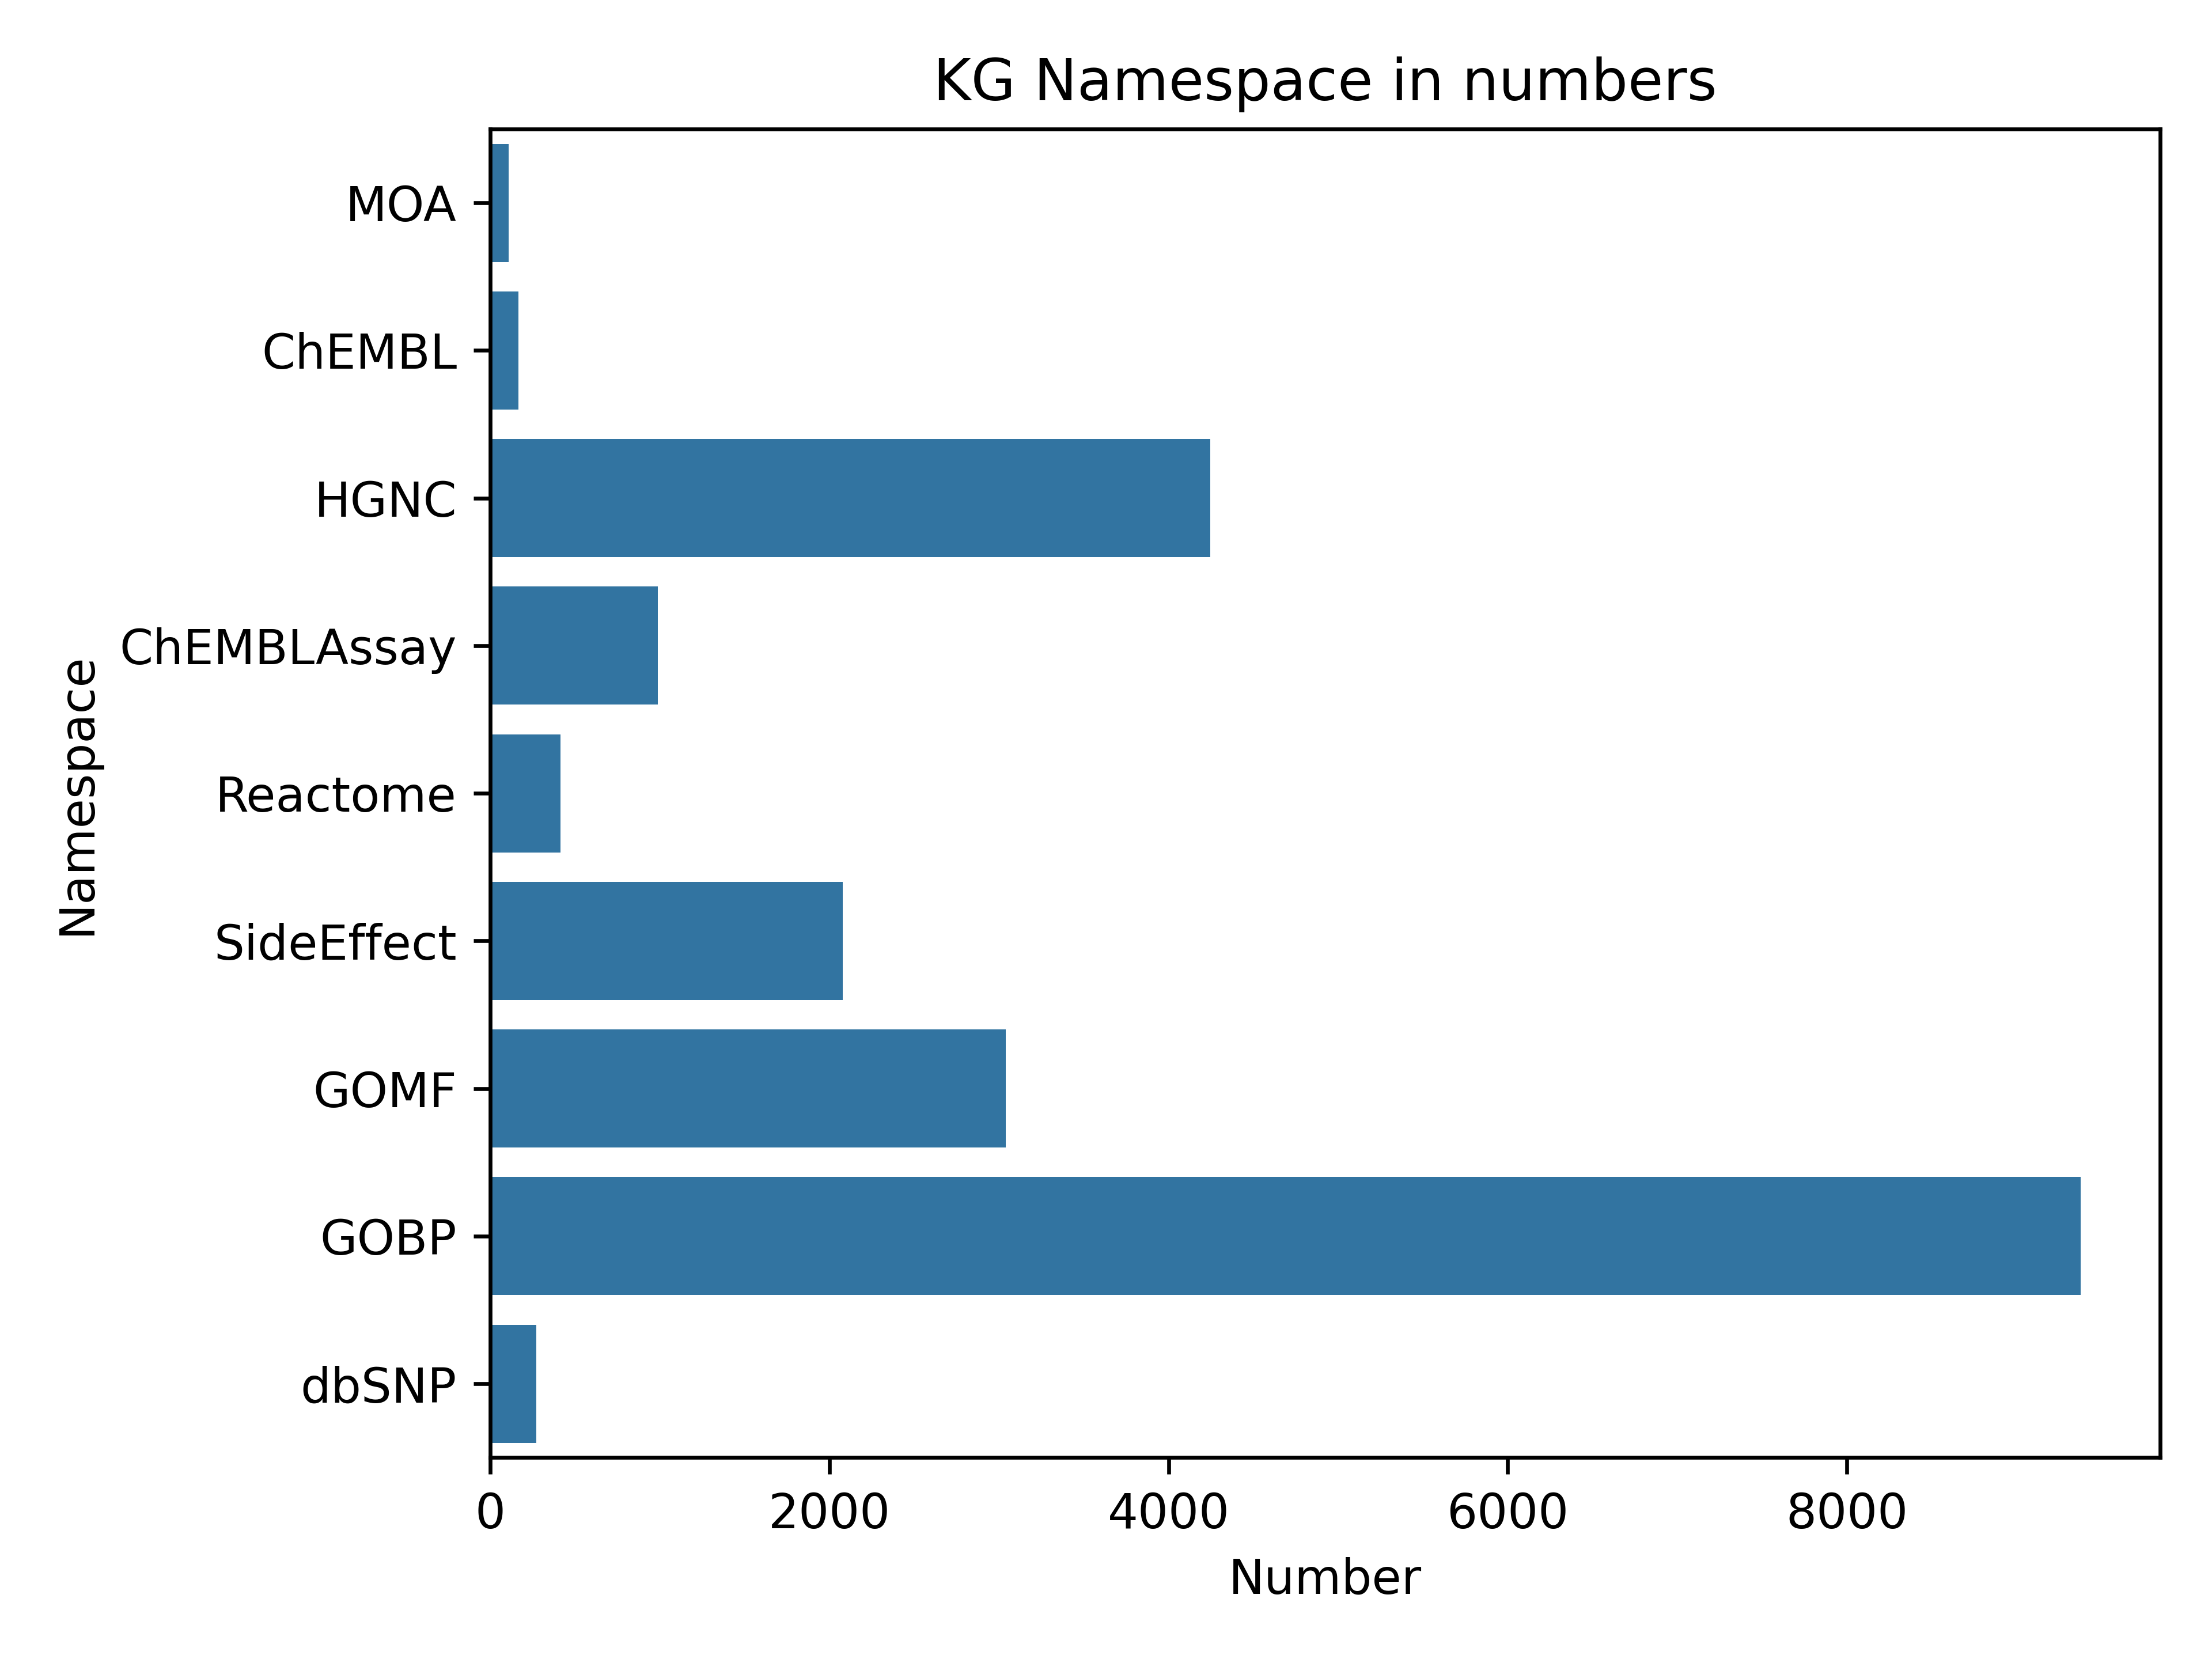 KG Namespace in numbers
MOA
ChEMBL
HGNC
ChEMBLAssay
Reactome
SideEffect
GOMF
GOBP
dbSNP
Namespace
0 2000 4000 6000 8000
Number